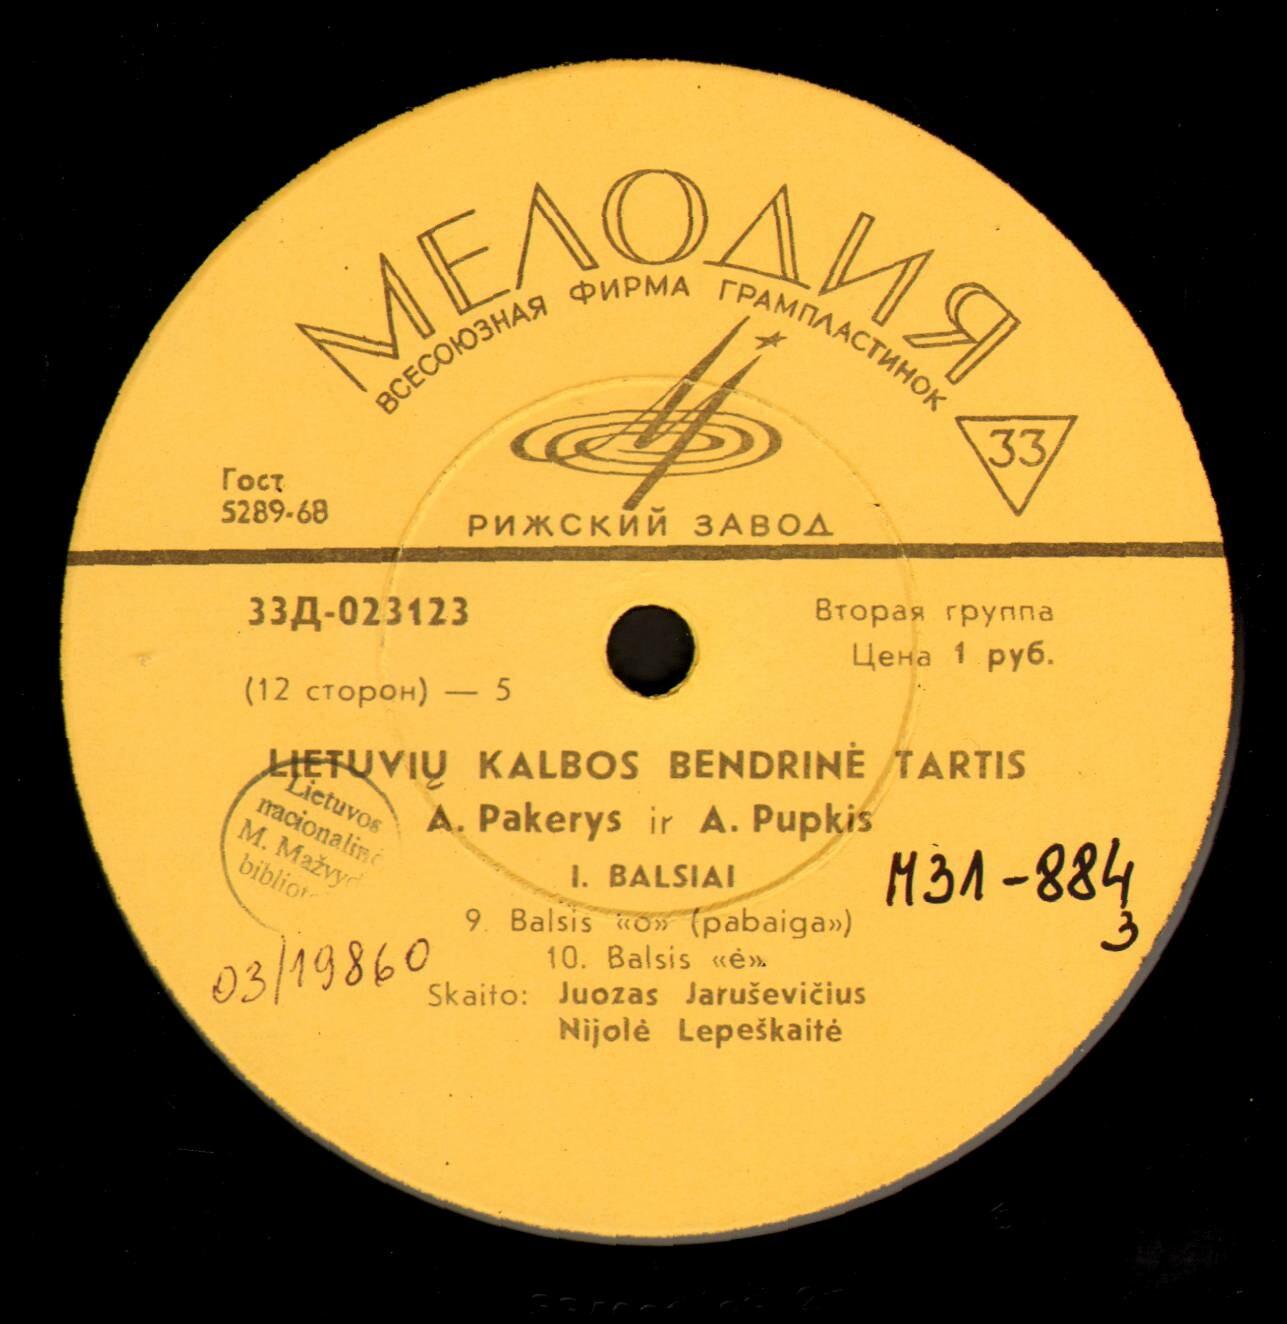 МЕЛОДИЯ
ВСЕСОЮЗНАЯ ФИРМА ГРАМПЛАСТИНОК
33
Гост
5289-68
РИЖСКИЙ ЗАВОД
33Д-023123
Вторая группа
Цена 1 руб.
(12 сторон) — 5
LIETUVIŲ KALBOS BENDRINĖ TARTIS
A. Pakerys ir A. Pupkis
I. BALSIAI
9. Balsis «o» (pabaiga»)
10. Balsis «ė».
Skaito: Juozas Jaruševičius
Nijolė Lepeškaitė
Lietuvos
nacionalinė
M. Mažvyd
bibliot
03/19860
M31-884
3